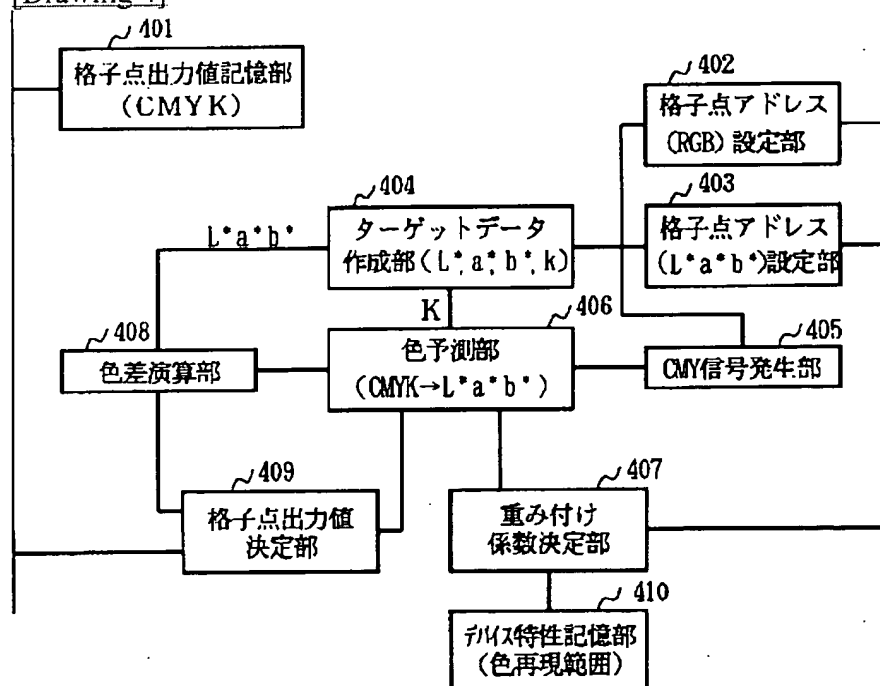 [Drawing 4]
401
格子点出力値記憶部
(CMYK)
402
格子点アドレス
(RGB) 設定部
403
格子点アドレス
(L*a*b*)設定部
404
ターゲットデータ
作成部(L*, a*, b*, k)
L*a*b*
K
405
CMY信号発生部
406
色予測部
(CMYK→L*a*b*)
408
色差演算部
407
重み付け
係数決定部
409
格子点出力値
決定部
410
デバイス特性記憶部
(色再現範囲)